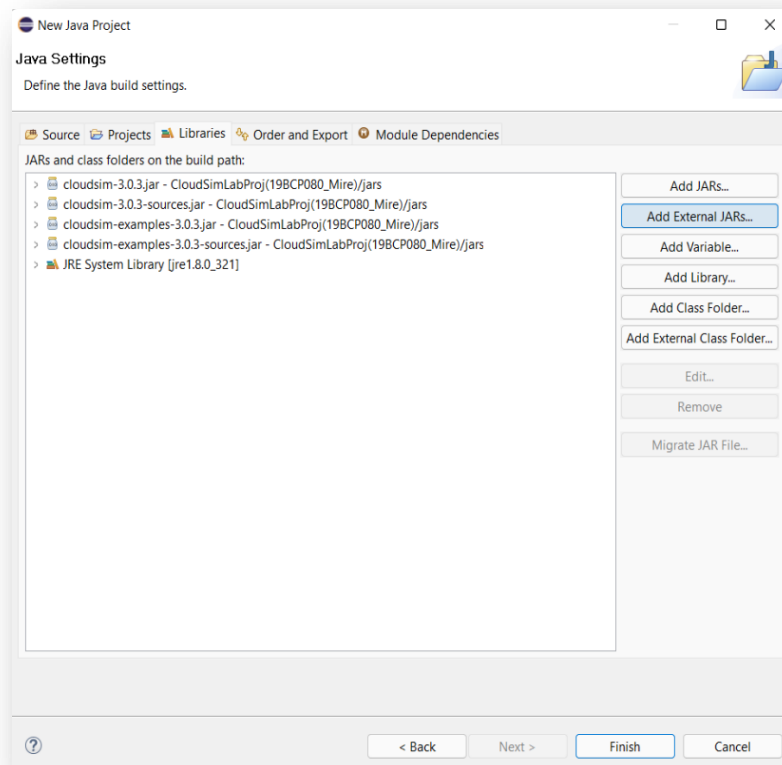 New Java Project
Java Settings
Define the Java build settings.
Source Projects Libraries Order and Export Module Dependencies
JARs and class folders on the build path:
cloudsim-3.0.3.jar - CloudSimLabProj(19BCP080_Mire)/jars
cloudsim-3.0.3-sources.jar - CloudSimLabProj(19BCP080_Mire)/jars
cloudsim-examples-3.0.3.jar - CloudSimLabProj(19BCP080_Mire)/jars
cloudsim-examples-3.0.3-sources.jar - CloudSimLabProj(19BCP080_Mire)/jars
JRE System Library [jre1.8.0_321]
Add JARs...
Add External JARs...
Add Variable...
Add Library...
Add Class Folder...
Add External Class Folder...
Edit...
Remove
Migrate JAR File...
< Back Next > Finish Cancel